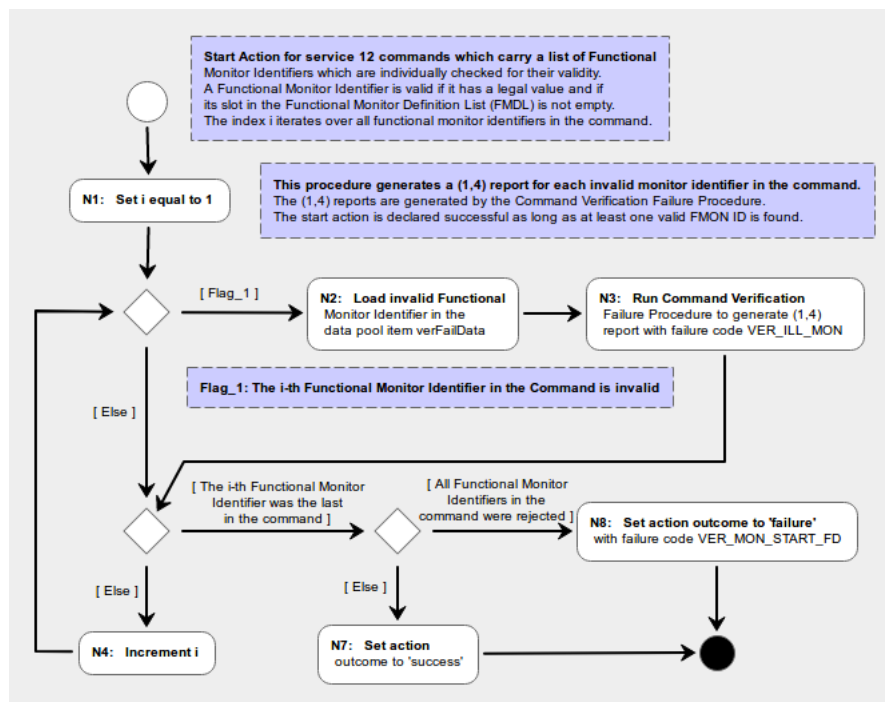 Start Action for service 12 commands which carry a list of Functional
Monitor Identifiers which are individually checked for their validity.
A Functional Monitor Identifier is valid if it has a legal value and if
its slot in the Functional Monitor Definition List (FMDL) is not empty.
The index i iterates over all functional monitor identifiers in the command.
This procedure generates a (1,4) report for each invalid monitor identifier in the command.
The (1,4) reports are generated by the Command Verification Failure Procedure.
The start action is declared successful as long as at least one valid FMON ID is found.
N1: Set i equal to 1
[ Flag_1 ]
N2: Load invalid Functional
Monitor Identifier in the
data pool item verFailData
N3: Run Command Verification
Failure Procedure to generate (1,4)
report with failure code VER_ILL_MON
Flag_1: The i-th Functional Monitor Identifier in the Command is invalid
[ Else ]
[ The i-th Functional Monitor
Identifier was the last
in the command ]
[ All Functional Monitor
Identifiers in the
command were rejected ]
N8: Set action outcome to 'failure'
with failure code VER_MON_START_FD
[ Else ]
[ Else ]
N4: Increment i
N7: Set action
outcome to 'success'